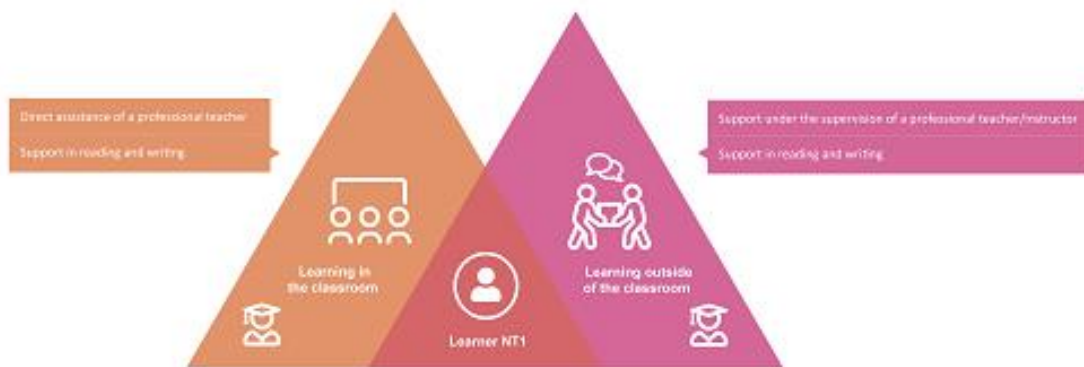 Direct assistance of a professional teacher
Support in reading and writing
Support under the supervision of a professional teacher/instructor
Support in reading and writing
Learning in
the classroom
Learning outside
of the classroom
Learner NT1